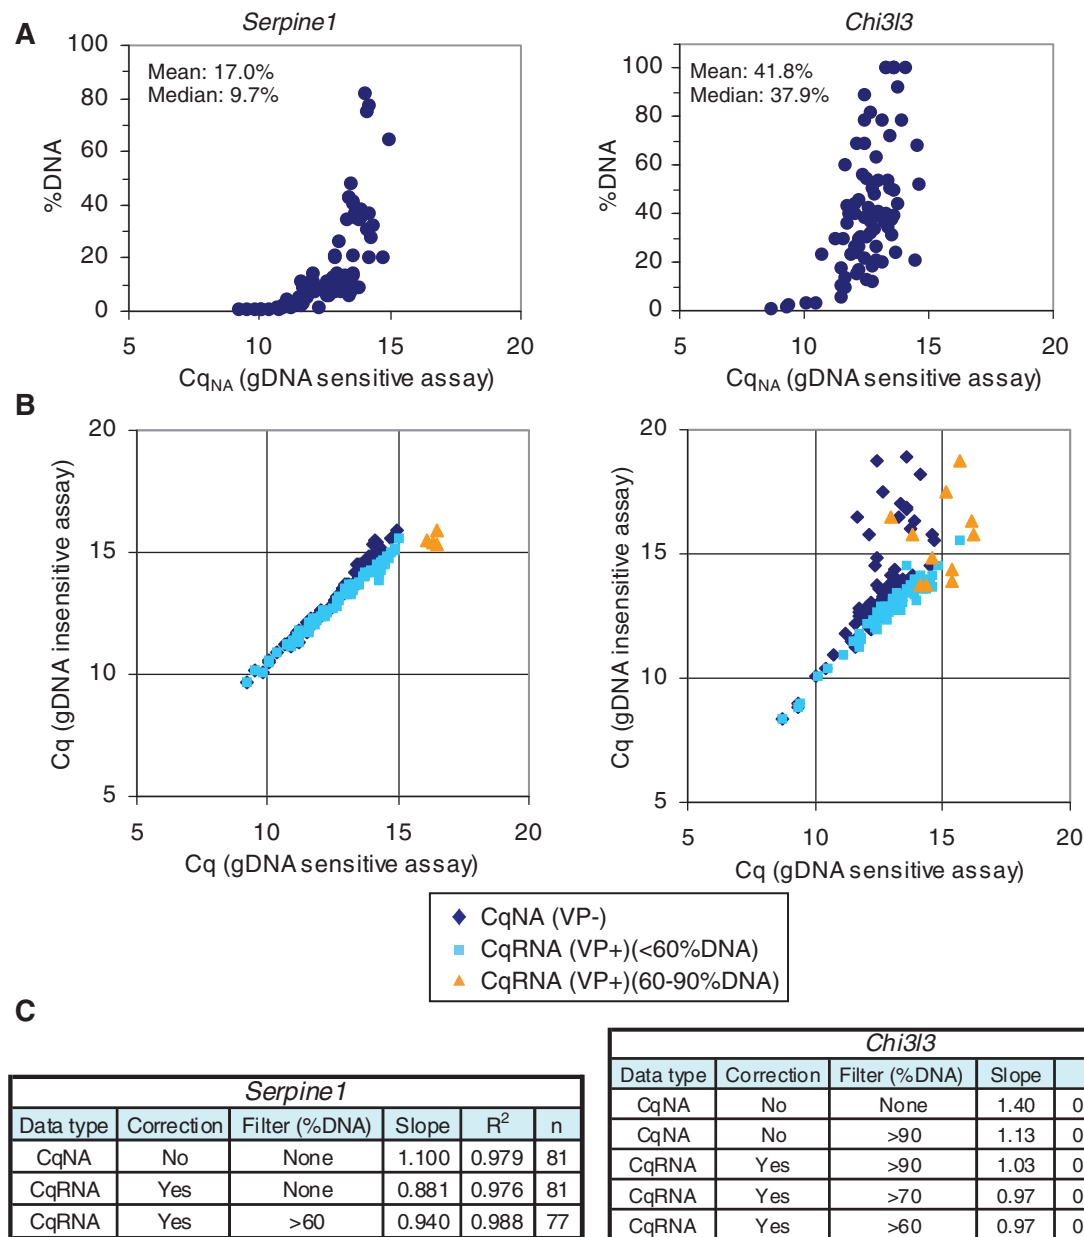 A
Serpine1
Chi3l3
100
80
60
40
20
0
%DNA
Mean: 17.0%
Median: 9.7%
5 10 15 20
CqNA (gDNA sensitive assay)
100
80
60
40
20
0
%DNA
Mean: 41.8%
Median: 37.9%
5 10 15 20
CqNA (gDNA sensitive assay)
B
20
15
10
5
Cq (gDNA insensitive assay)
5 10 15 20
Cq (gDNA sensitive assay)
20
15
10
5
Cq (gDNA insensitive assay)
5 10 15 20
Cq (gDNA sensitive assay)
CqNA (VP-)
CqRNA (VP+)(<60%DNA)
CqRNA (VP+)(60-90%DNA)
C
Serpine1
Data type Correction Filter (%DNA) Slope R2 n
CqNA No None 1.100 0.979 81
CqRNA Yes None 0.881 0.976 81
CqRNA Yes >60 0.940 0.988 77
Chi3l3
Data type Correction Filter (%DNA) Slope
CqNA No None 1.40 0
CqNA No >90 1.13 0
CqRNA Yes >90 1.03 0
CqRNA Yes >70 0.97 0
CqRNA Yes >60 0.97 0